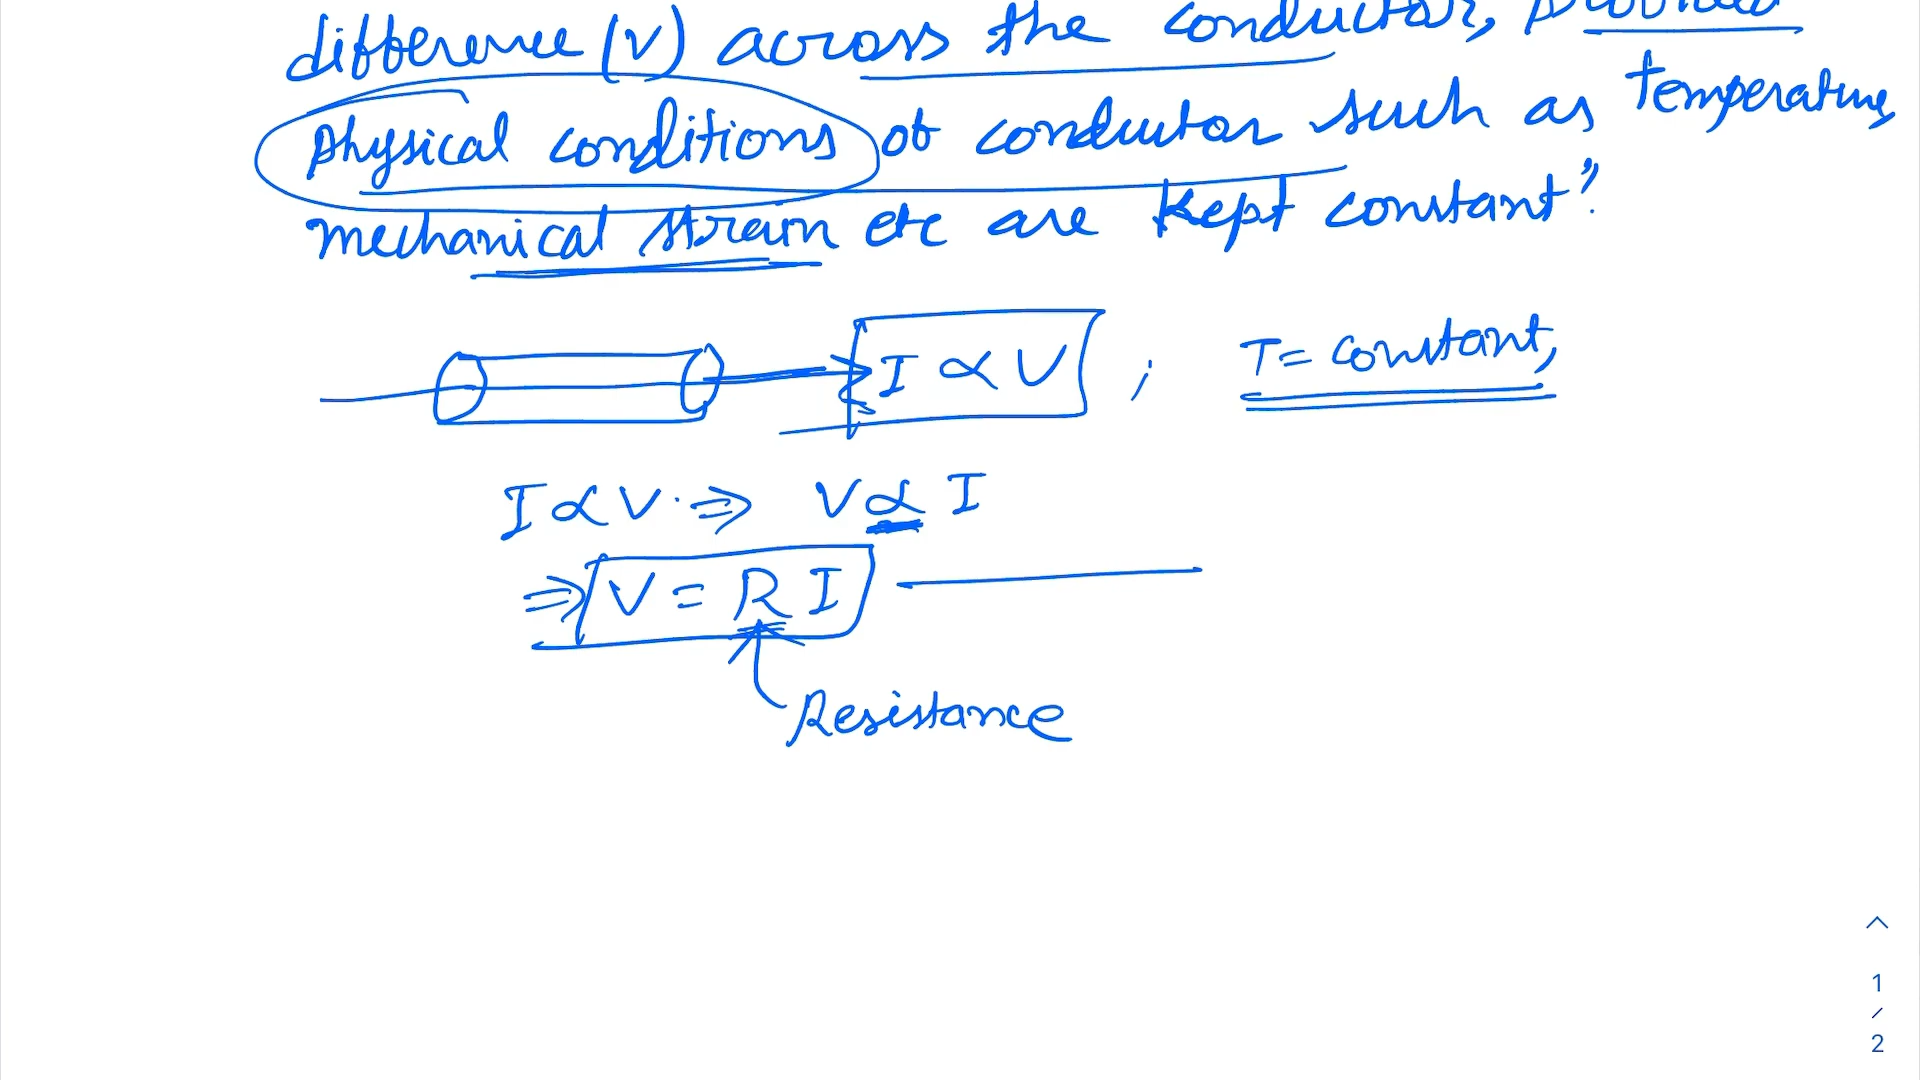 difference (V) across the conductor, provided
physical conditions of conductor such as temperature,
mechanical strain etc are kept constant"
I ∝ V ; T = constant,
I ∝ V ⇒ V ∝ I
⇒ V = R I
Resistance
1
/
2